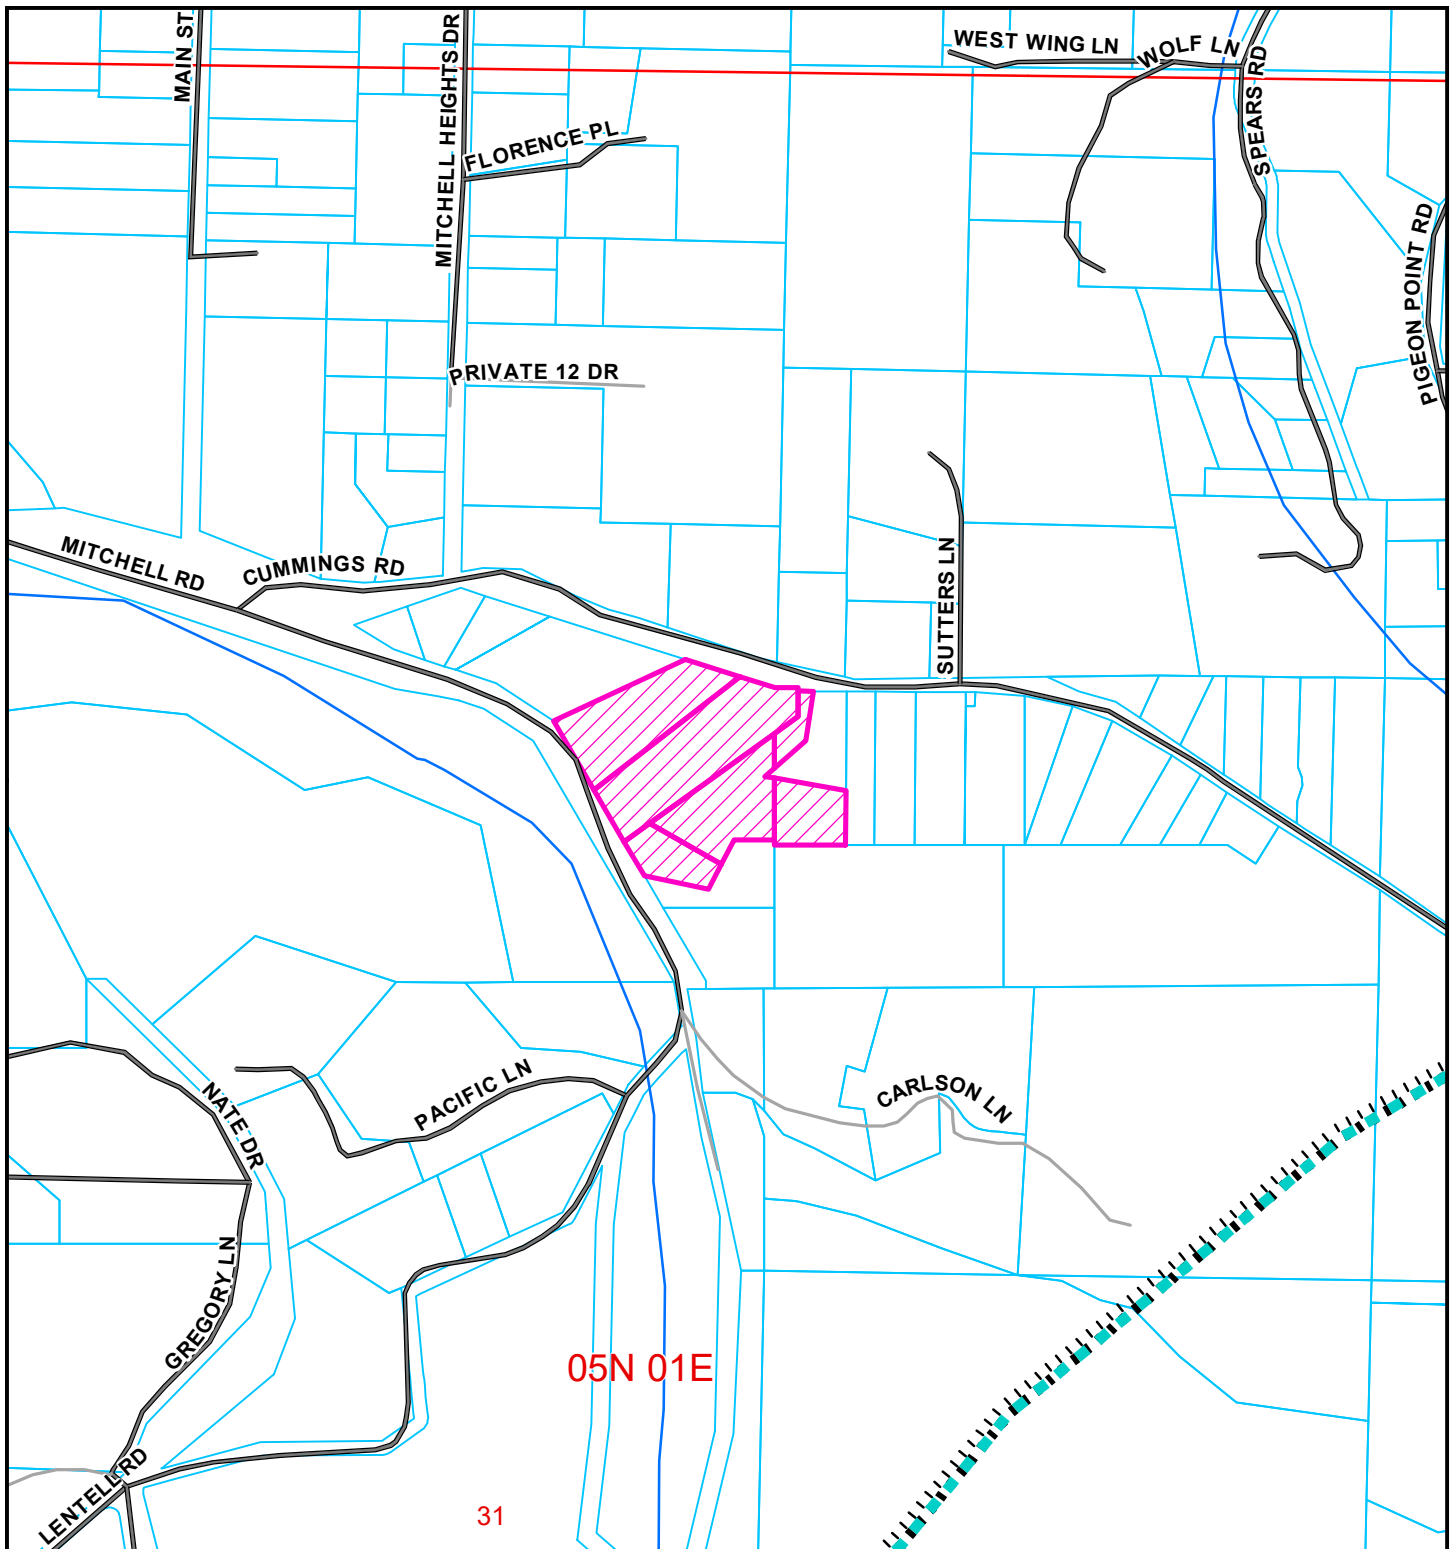 MAIN ST
MITCHELL HEIGHTS DR
WEST WING LN
WOLF LN
SPEARS RD
FLORENCE PL
PIGEON POINT RD
PRIVATE 12 DR
MITCHELL RD
CUMMINGS RD
SUTTERS LN
NATE DR
PACIFIC LN
CARLSON LN
GREGORY LN
05N 01E
LENTELL RD
31